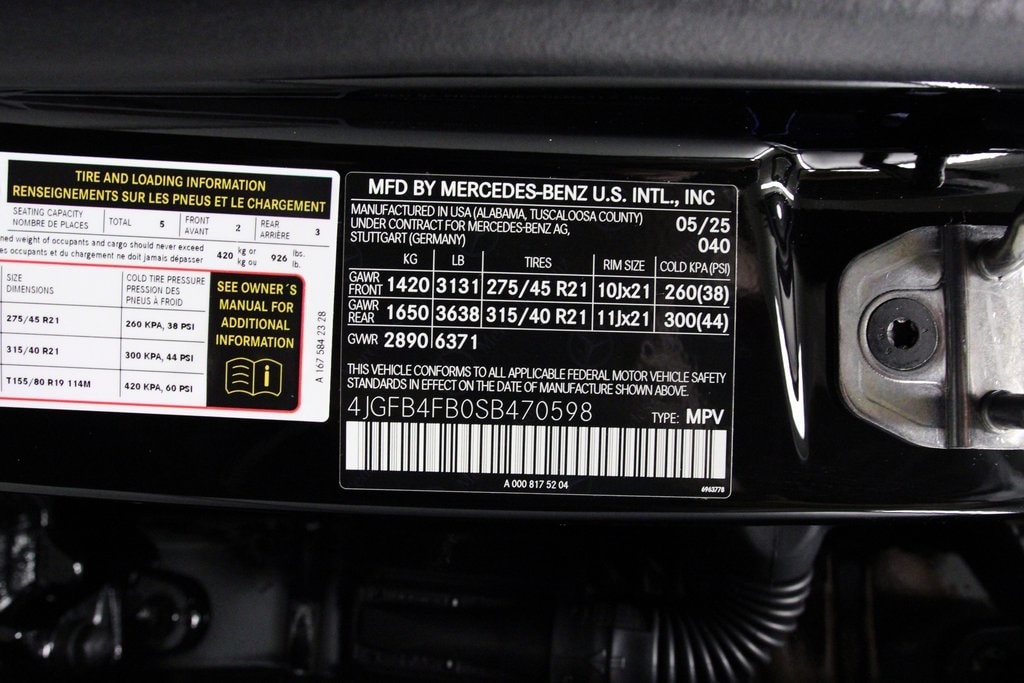 TIRE AND LOADING INFORMATION
RENSEIGNEMENTS SUR LES PNEUS ET LE CHARGEMENT
SEATING CAPACITY
NOMBRE DE PLACES
TOTAL 5
FRONT
AVANT 2
REAR
ARRIÈRE 3
weight of occupants and cargo should never exceed
occupants et du chargement ne doit jamais dépasser
420 kg or
kg ou
926 lbs.
lb.
SIZE
DIMENSIONS
COLD TIRE PRESSURE
PRESSION DES
PNEUS À FROID
275/45 R21 260 KPA, 38 PSI
315/40 R21 300 KPA, 44 PSI
T155/80 R19 114M 420 KPA, 60 PSI
SEE OWNER´S
MANUAL FOR
ADDITIONAL
INFORMATION
i
A 167 584 23 28
MFD BY MERCEDES-BENZ U.S. INTL., INC
MANUFACTURED IN USA (ALABAMA, TUSCALOOSA COUNTY)
UNDER CONTRACT FOR MERCEDES-BENZ AG,
STUTTGART (GERMANY)
05/25
040
KG LB TIRES RIM SIZE COLD KPA (PSI)
GAWR
FRONT 1420 3131 275/45 R21 10Jx21 260(38)
GAWR
REAR 1650 3638 315/40 R21 11Jx21 300(44)
GVWR 2890 6371
THIS VEHICLE CONFORMS TO ALL APPLICABLE FEDERAL MOTOR VEHICLE SAFETY
STANDARDS IN EFFECT ON THE DATE OF MANUFACTURE SHOWN ABOVE.
4JGFB4FB0SB470598 TYPE: MPV
A 000 817 52 04
6963778